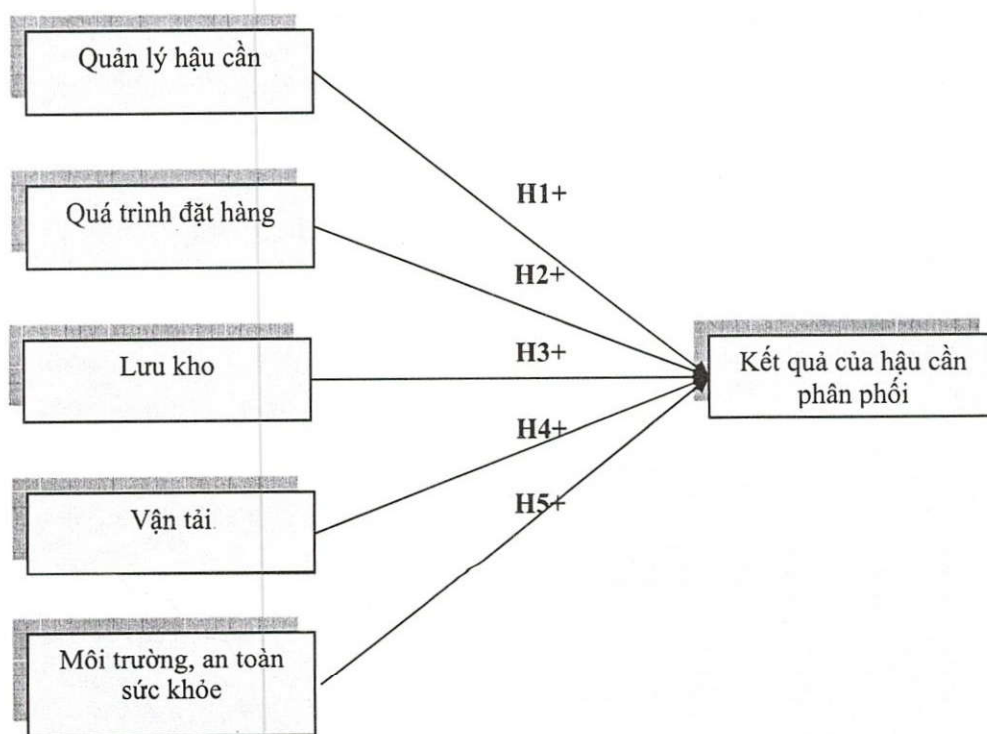 Quản lý hậu cần
H1+
Quá trình đặt hàng
H2+
Lưu kho
H3+
Kết quả của hậu cần
phân phối
H4+
Vận tải
H5+
Môi trường, an toàn
sức khỏe